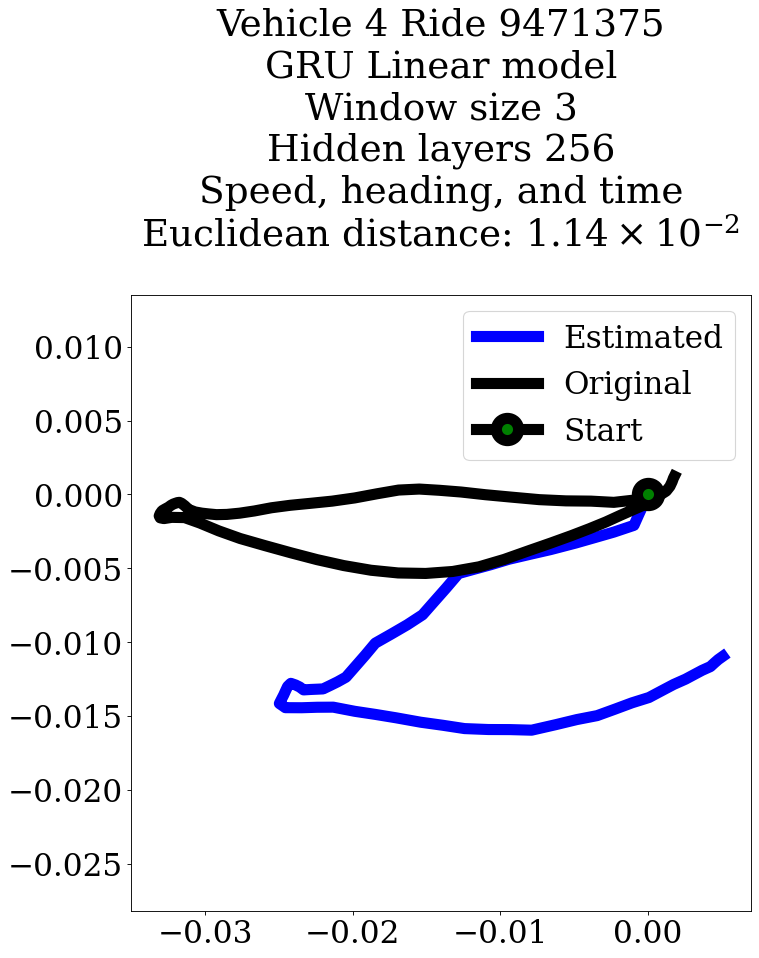 Vehicle 4 Ride 9471375
GRU Linear model
Window size 3
Hidden layers 256
Speed, heading, and time
Euclidean distance: 1.14 × 10⁻²
Estimated
Original
Start
0.010
0.005
0.000
−0.005
−0.010
−0.015
−0.020
−0.025
−0.03 −0.02 −0.01 0.00